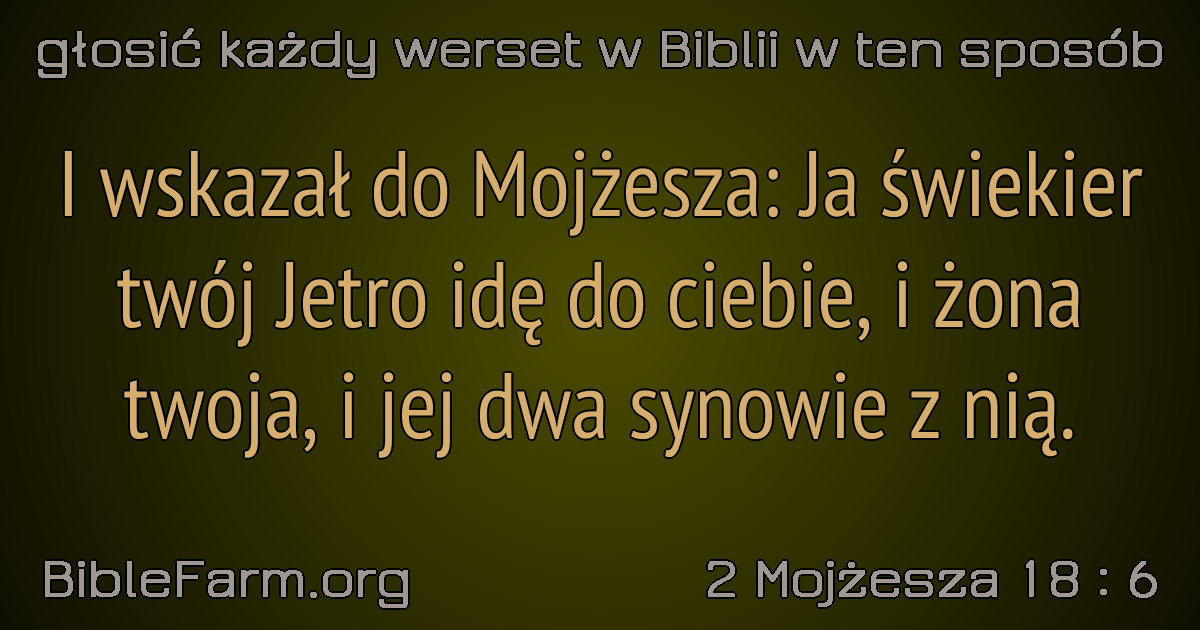 głosić każdy werset w Biblii w ten sposób
I wskazał do Mojżesza: Ja świekier
twój Jetro idę do ciebie, i żona
twoja, i jej dwa synowie z nią.
BibleFarm.org
2 Mojżesza 18 : 6